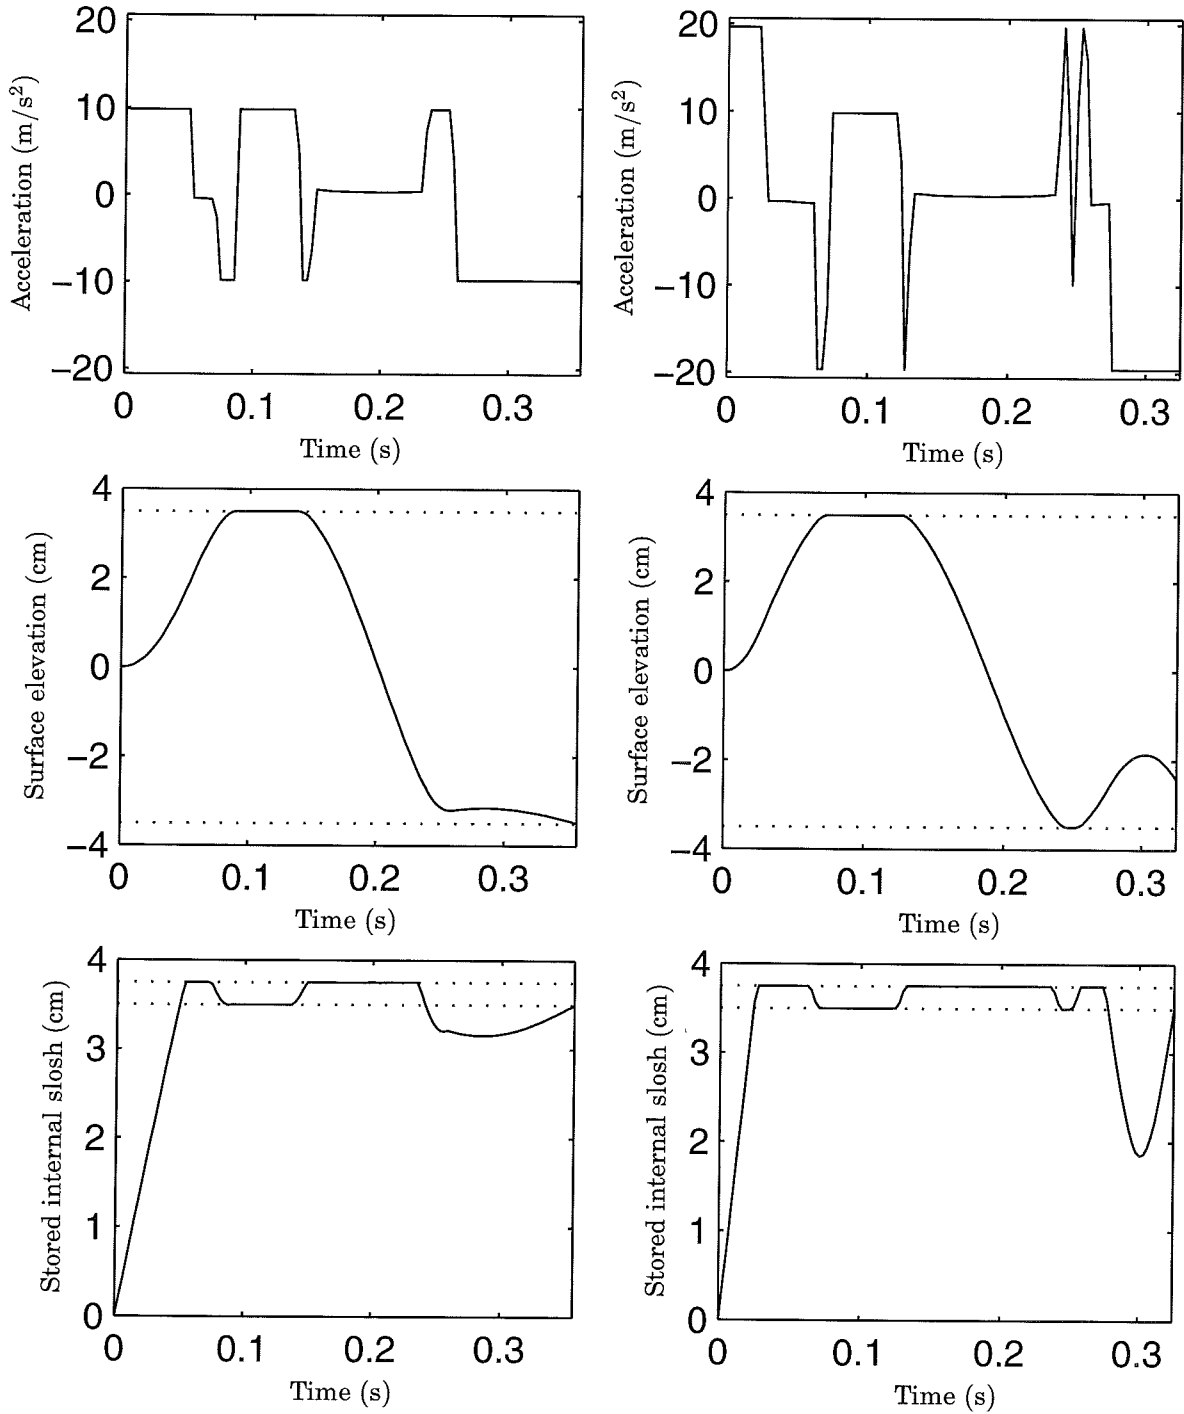 20
10
0
−10
−20
Acceleration (m/s²)
0 0.1 0.2 0.3
Time (s)
20
10
0
−10
−20
Acceleration (m/s²)
0 0.1 0.2 0.3
Time (s)
4
2
0
−2
−4
Surface elevation (cm)
0 0.1 0.2 0.3
Time (s)
4
2
0
−2
−4
Surface elevation (cm)
0 0.1 0.2 0.3
Time (s)
4
3
2
1
0
Stored internal slosh (cm)
0 0.1 0.2 0.3
Time (s)
4
3
2
1
0
Stored internal slosh (cm)
0 0.1 0.2 0.3
Time (s)